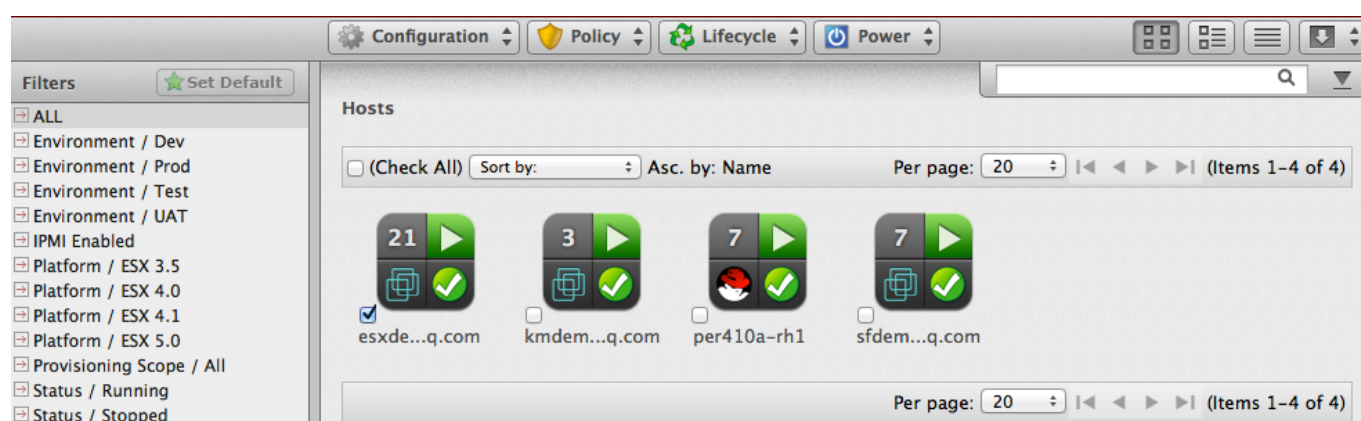 Configuration Policy Lifecycle Power
Filters Set Default
ALL
Environment / Dev
Environment / Prod
Environment / Test
Environment / UAT
IPMI Enabled
Platform / ESX 3.5
Platform / ESX 4.0
Platform / ESX 4.1
Platform / ESX 5.0
Provisioning Scope / All
Status / Running
Status / Stopped
Hosts
(Check All) Sort by: Asc. by: Name Per page: 20 (Items 1-4 of 4)
21 3 7 7
esxde...q.com kmdem...q.com per410a-rh1 sfdem...q.com
Per page: 20 (Items 1-4 of 4)